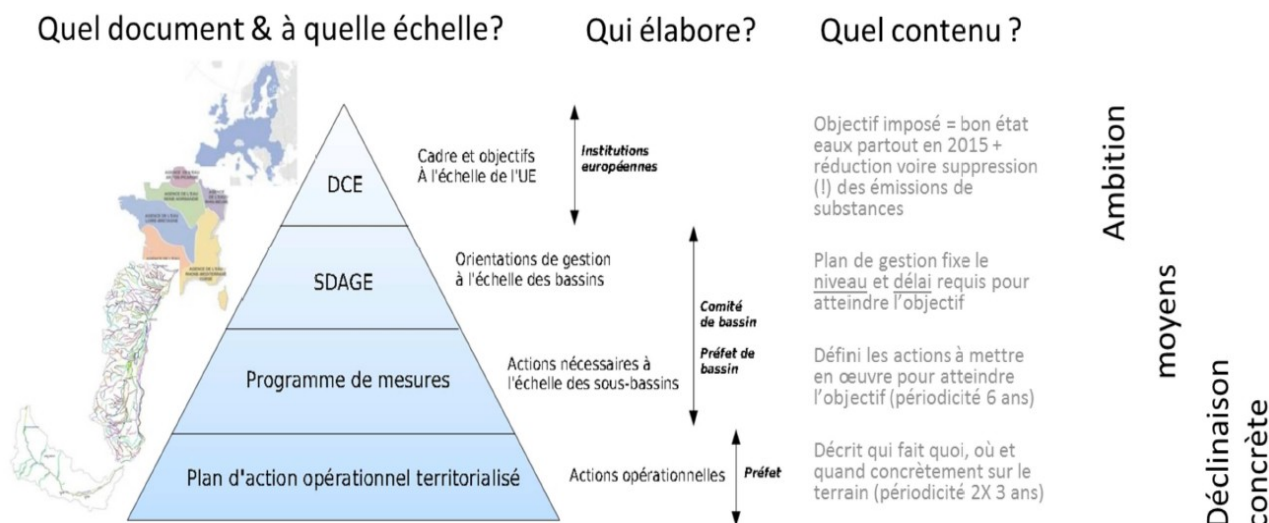 Quel document & à quelle échelle?
Qui élabore?
Quel contenu ?
DCE
Cadre et objectifs
À l'échelle de l'UE
Institutions
européennes
Objectif imposé = bon état
eaux partout en 2015 +
réduction voire suppression
(!) des émissions de
substances
Ambition
SDAGE
Orientations de gestion
à l'échelle des bassins
Comité
de bassin
Préfet de
bassin
Plan de gestion fixe le
niveau et délai requis pour
atteindre l'objectif
moyens
Programme de mesures
Actions nécessaires à
l'échelle des sous-bassins
Défini les actions à mettre
en œuvre pour atteindre
l'objectif (périodicité 6 ans)
Plan d'action opérationnel territorialisé
Actions opérationnelles
Préfet
Décrit qui fait quoi, où et
quand concrètement sur le
terrain (périodicité 2X 3 ans)
Déclinaison
concrète